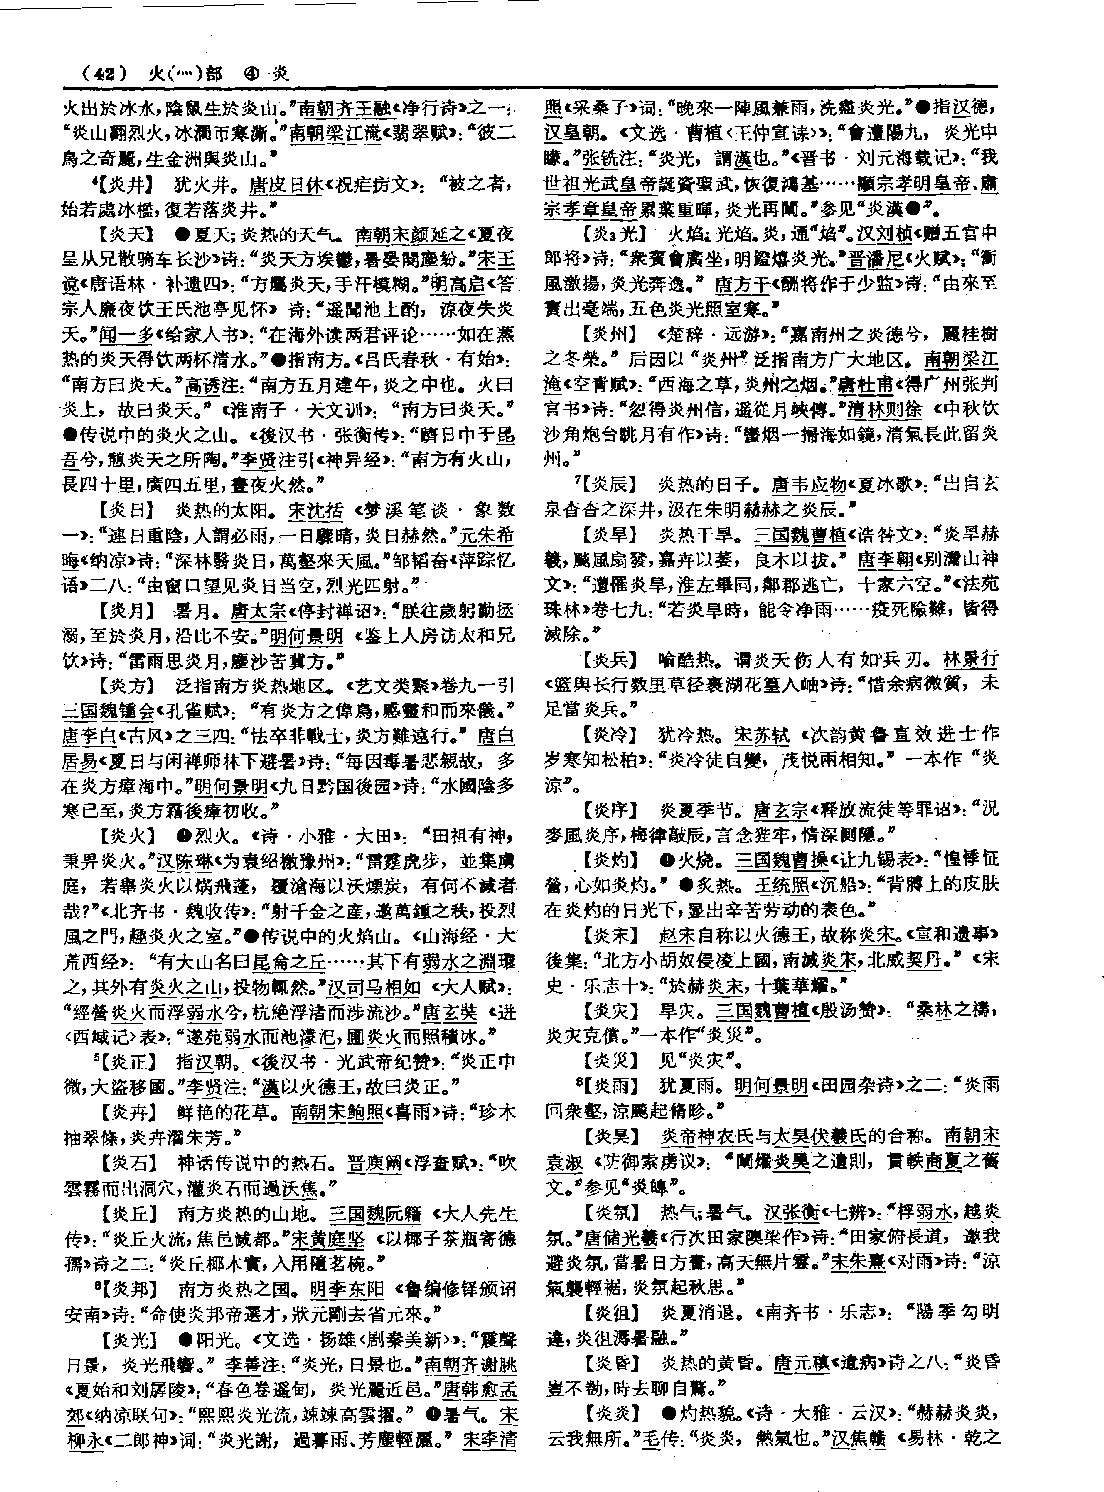 (42) 火(灬)部 ④ 炎
火出於冰水，陰鼠生於炎山。”南朝齐王融《净行诗》之一：
“炎山翻烈火，冰澗币寒澌。”南朝梁江淹《翡翠赋》：“彼二
鳥之奇麗，生金洲與炎山。”
4【炎井】 犹火井。唐皮日休《祝疟疠文》：“被之者，
始若處冰檻，復若落炎井。”
【炎天】 ●夏天；炎热的天气。南朝宋颜延之《夏夜
呈从兄散骑车长沙》诗：“炎天方埃鬱，暑晏闋塵紛。”宋王
谠《唐语林·补遗四》：“方屬炎天，手汗模糊。”明高启《答
宗人廉夜饮王氏池亭见怀》诗：“遥聞池上酌，涼夜失炎
天。”闻一多《给家人书》：“在海外读两君评论……如在蒸
热的炎天得饮两杯清水。”●指南方。《吕氏春秋·有始》：
“南方曰炎天。”高诱注：“南方五月建午，炎之中也。火曰
炎上，故曰炎天。”《淮南子·天文训》：“南方曰炎天。”
●传说中的炎火之山。《後汉书·张衡传》：“躋日中于昆
吾兮，憩炎天之所陶。”李贤注引《神异经》：“南方有火山，
長四十里，廣四五里，晝夜火然。”
【炎日】 炎热的太阳。宋沈括《梦溪笔谈·象数
一》：“連日重陰，人謂必雨，一日驟晴，炎日赫然。”元朱希
晦《纳凉》诗：“深林翳炎日，萬壑來天風。”邹韬奋《萍踪忆
语》二八：“由窗口望见炎日当空，烈光四射。”
【炎月】 暑月。唐太宗《停封禅诏》：“朕往歲躬勤拯
溺，至於炎月，沿比不安。”明何景明《鉴上人房访太和兄
饮》诗：“雷雨思炎月，塵沙苦冀方。”
【炎方】 泛指南方炎热地区。《艺文类聚》卷九一引
三国魏锺会《孔雀赋》：“有炎方之偉鳥，感靈和而來儀。”
唐李白《古风》之三四：“怯卒非戰士，炎方難遠行。”唐白
居易《夏日与闲禅师林下避暑》诗：“每因毒暑悲親故，多
在炎方瘴海中。”明何景明《九日黔国後园》诗：“水國陰多
寒已至，炎方霜後瘴初收。”
【炎火】 ●烈火。《诗·小雅·大田》：“田祖有神，
秉畀炎火。”汉陈琳《为袁绍檄豫州》：“雷霆虎步，並集虜
庭，若舉炎火以焫飛蓬，覆滄海以沃熛炭，有何不滅者
哉？”《北齐书·魏收传》：“射千金之産，邀萬鍾之秩，投烈
風之門，趣炎火之室。”●传说中的火焰山。《山海经·大
荒西经》：“有大山名曰昆侖之丘……其下有弱水之淵環
之，其外有炎火之山，投物輒然。”汉司马相如《大人赋》：
“經營炎火而浮弱水兮，杭絶浮渚而涉流沙。”唐玄奘《进
〈西域记〉表》：“遂苑弱水而池濛汜，圃炎火而照積冰。”
5【炎正】 指汉朝。《後汉书·光武帝纪赞》：“炎正中
微，大盗移國。”李贤注：“漢以火德王，故曰炎正。”
【炎卉】 鲜艳的花草。南朝宋鲍照《喜雨》诗：“珍木
抽翠條，炎卉濯朱芳。”
【炎石】 神话传说中的热石。晋庾阐《浮查赋》：“吹
雲霧而出洞穴，灌炎石而過沃焦。”
【炎丘】 南方炎热的山地。三国魏阮籍《大人先生
传》：“炎丘火流，焦邑滅都。”宋黄庭坚《以椰子茶瓶寄德
孺》诗之二：“炎丘椰木實，入用隨茗椀。”
6【炎邦】 南方炎热之国。明李东阳《鲁编修铎颁诏
安南》诗：“命使炎邦帝選才，狀元剛去省元來。”
【炎光】 ●阳光。《文选·扬雄〈剧秦美新〉》：“震聲
日景，炎光飛響。”李善注：“炎光，日景也。”南朝齐谢朓
《夏始和刘孱陵》：“春色卷遥甸，炎光麗近邑。”唐韩愈孟
郊《纳凉联句》：“熙熙炎光流，竦竦高雲擢。”●暑气。宋
柳永《二郎神》词：“炎光謝，過暮雨、芳塵輕灑。”宋李清
照《采桑子》词：“晚來一陣風兼雨，洗盡炎光。”●指汉德，
汉皇朝。《文选·曹植〈王仲宣诔〉》：“會遭陽九，炎光中
矇。”张铣注：“炎光，謂漢也。”《晋书·刘元海载记》：“我
世祖光武皇帝誕資聖武，恢復鴻基……顯宗孝明皇帝、肅
宗孝章皇帝累葉重暉，炎光再闡。”参见“炎漢●”。
【炎₃光】 火焰；光焰。炎，通“焰”。汉刘桢《赠五官中
郎将》诗：“衆賓會廣坐，明鐙熺炎光。”晋潘尼《火赋》：“衝
風激揚，炎光奔逸。”唐方干《酬将作于少监》诗：“由來至
寶出毫端，五色炎光照室寒。”
【炎州】 《楚辞·远游》：“嘉南州之炎德兮，麗桂樹
之冬榮。”后因以“炎州”泛指南方广大地区。南朝梁江
淹《空青赋》：“西海之草，炎州之烟。”唐杜甫《得广州张判
官书》诗：“忽得炎州信，遥從月峽傳。”清林则徐《中秋饮
沙角炮台眺月有作》诗：“蠻烟一掃海如鏡，清氣長此留炎
州。”
7【炎辰】 炎热的日子。唐韦应物《夏冰歌》：“出自玄
泉杳杳之深井，汲在朱明赫赫之炎辰。”
【炎旱】 炎热干旱。三国魏曹植《诰咎文》：“炎旱赫
羲，飈風扇發，嘉卉以萎，良木以拔。”唐李翱《别灊山神
文》：“遭罹炎旱，淮左畢同，鄰郡逃亡，十家六空。”《法苑
珠林》卷七九：“若炎旱時，能令净雨……疫死險難，皆得
滅除。”
【炎兵】 喻酷热。谓炎天伤人有如兵刃。林景行
《篮舆长行数里草径裹湖花篁人岫》诗：“惜余病微質，未
足當炎兵。”
【炎冷】 犹冷热。宋苏轼《次韵黄鲁直效进士作
岁寒知松柏》：“炎冷徒自變，茂悦兩相知。”一本作“炎
涼”。
【炎序】 炎夏季节。唐玄宗《释放流徒等罪诏》：“況
麥風炎序，梅律敲辰，言念狴牢，情深惻隱。”
【炎灼】 ●火烧。三国魏曹操《让九锡表》：“惶悸怔
營，心如炎灼。”●炙热。王统照《沉船》：“背膊上的皮肤
在炎灼的日光下，显出辛苦劳动的表色。”
【炎宋】 赵宋自称以火德王，故称炎宋。《宣和遗事》
後集：“北方小胡奴侵凌上國，南滅炎宋，北威契丹。”《宋
史·乐志十》：“於赫炎宋，十葉華耀。”
【炎灾】 旱灾。三国魏曹植《殷汤赞》：“桑林之禱，
炎灾克償。”一本作“炎災”。
【炎災】 见“炎灾”。
8【炎雨】 犹夏雨。明何景明《田园杂诗》之二：“炎雨
同衆壑，涼飈起脩畛。”
【炎昊】 炎帝神农氏与太昊伏羲氏的合称。南朝宋
袁淑《防御索虏议》：“闡燿炎昊之遺則，貫軼商夏之舊
文。”参见“炎皞”。
【炎氛】 热气；暑气。汉张衡《七辨》：“桴弱水，越炎
氛。”唐储光羲《行次田家隩梁作》诗：“田家俯長道，邀我
避炎氛，當暑日方晝，高天無片雲。”宋朱熹《对雨》诗：“涼
氣襲輕裾，炎氛起秋思。”
【炎徂】 炎夏消退。《南齐书·乐志》：“陽季勾明
達，炎徂溽暑融。”
【炎昏】 炎热的黄昏。唐元稹《遣病》诗之八：“炎昏
豈不勌，時去聊自驚。”
【炎炎】 ●灼热貌。《诗·大雅·云汉》：“赫赫炎炎，
云我無所。”毛传：“炎炎，熱氣也。”汉焦赣《易林·乾之